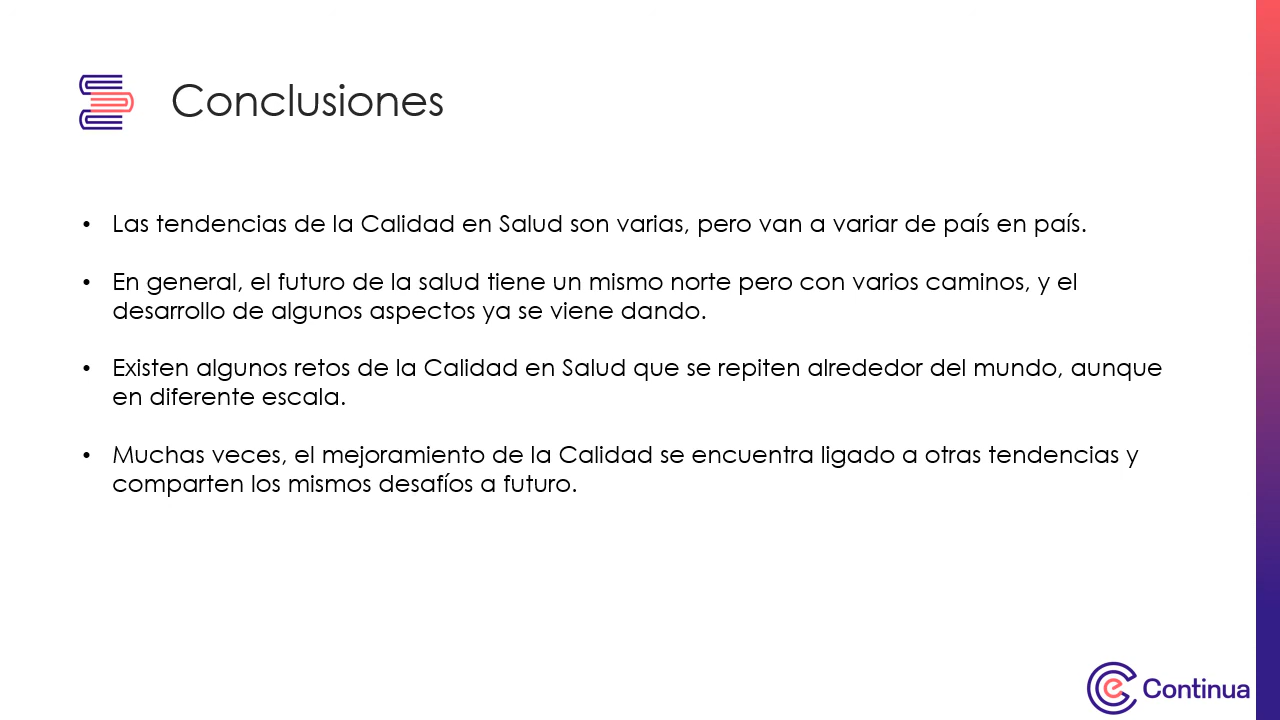 Conclusiones
• Las tendencias de la Calidad en Salud son varias, pero van a variar de país en país.
• En general, el futuro de la salud tiene un mismo norte pero con varios caminos, y el
desarrollo de algunos aspectos ya se viene dando.
• Existen algunos retos de la Calidad en Salud que se repiten alrededor del mundo, aunque
en diferente escala.
• Muchas veces, el mejoramiento de la Calidad se encuentra ligado a otras tendencias y
comparten los mismos desafíos a futuro.
Continua